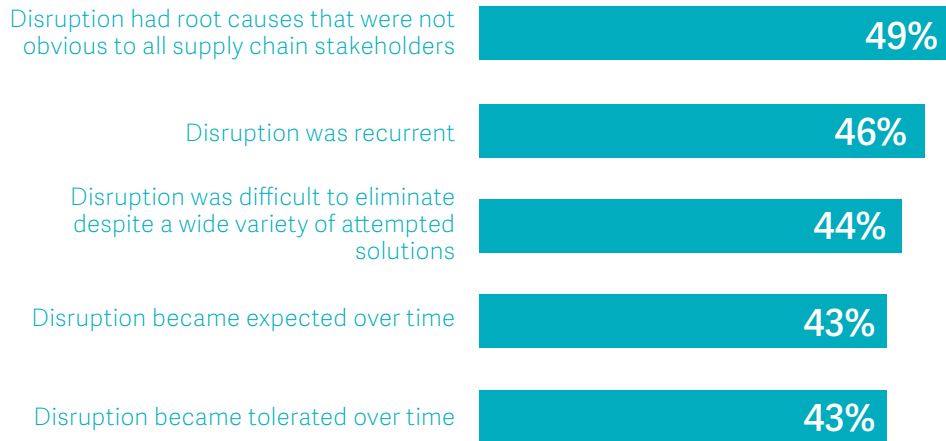 Disruption had root causes that were not
obvious to all supply chain stakeholders
49%
Disruption was recurrent
46%
Disruption was difficult to eliminate
despite a wide variety of attempted
solutions
44%
Disruption became expected over time
43%
Disruption became tolerated over time
43%